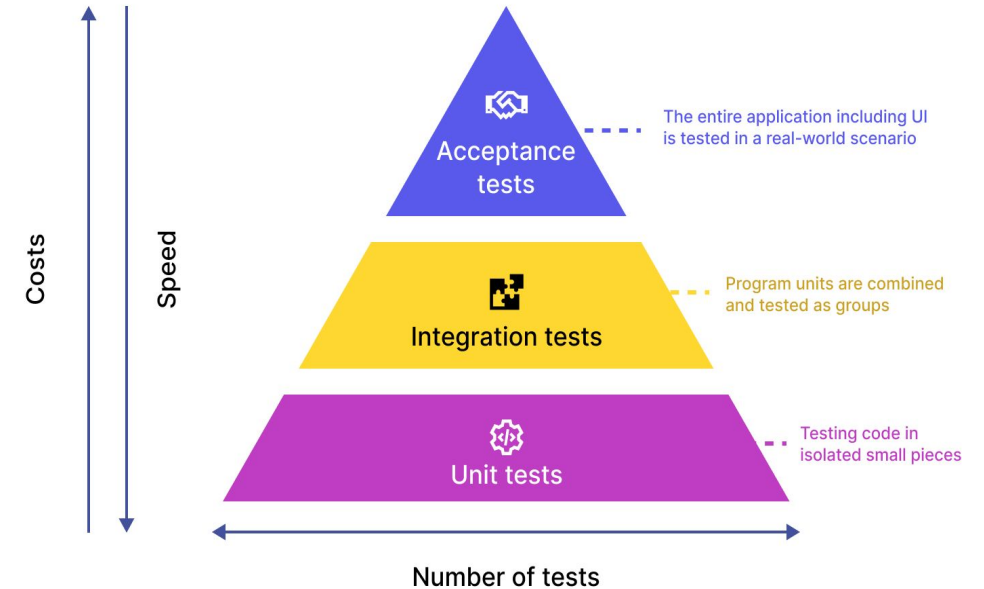 The entire application including UI
is tested in a real-world scenario
Acceptance
tests
Costs
Speed
Program units are combined
and tested as groups
Integration tests
Testing code in
isolated small pieces
</>
Unit tests
Number of tests